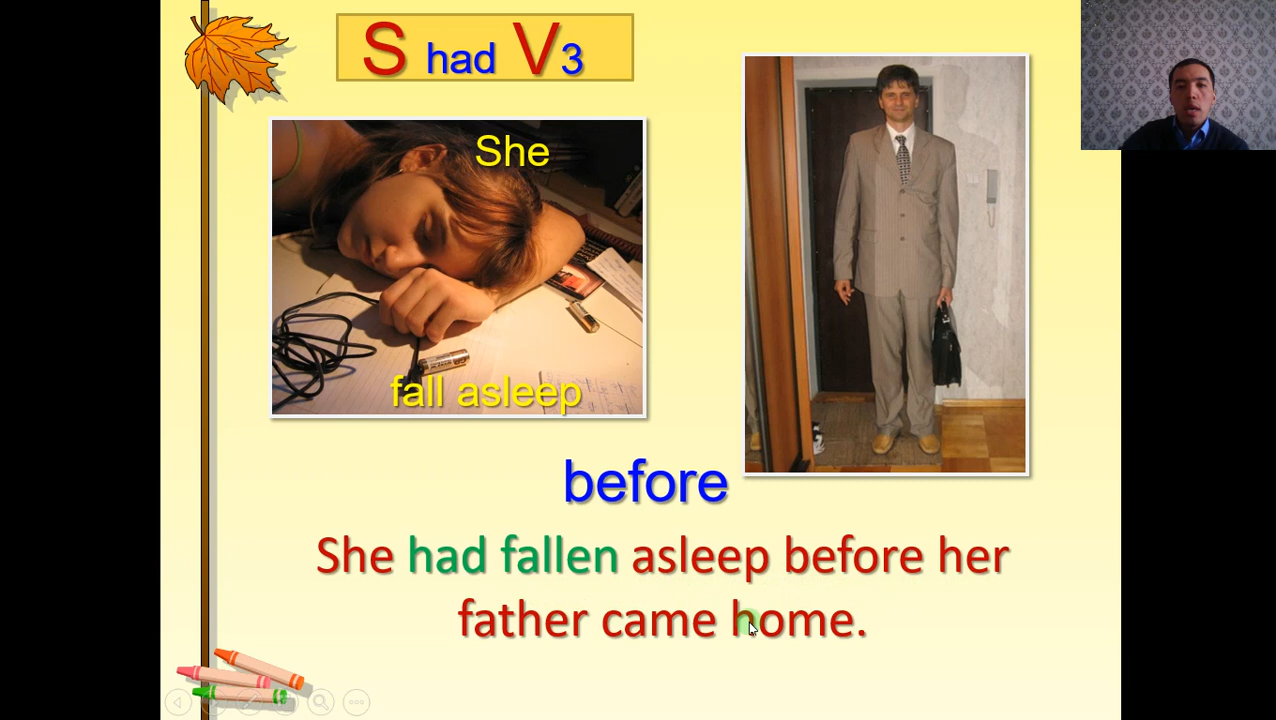 S had V3
She
fall asleep
before
She had fallen asleep before her
father came home.